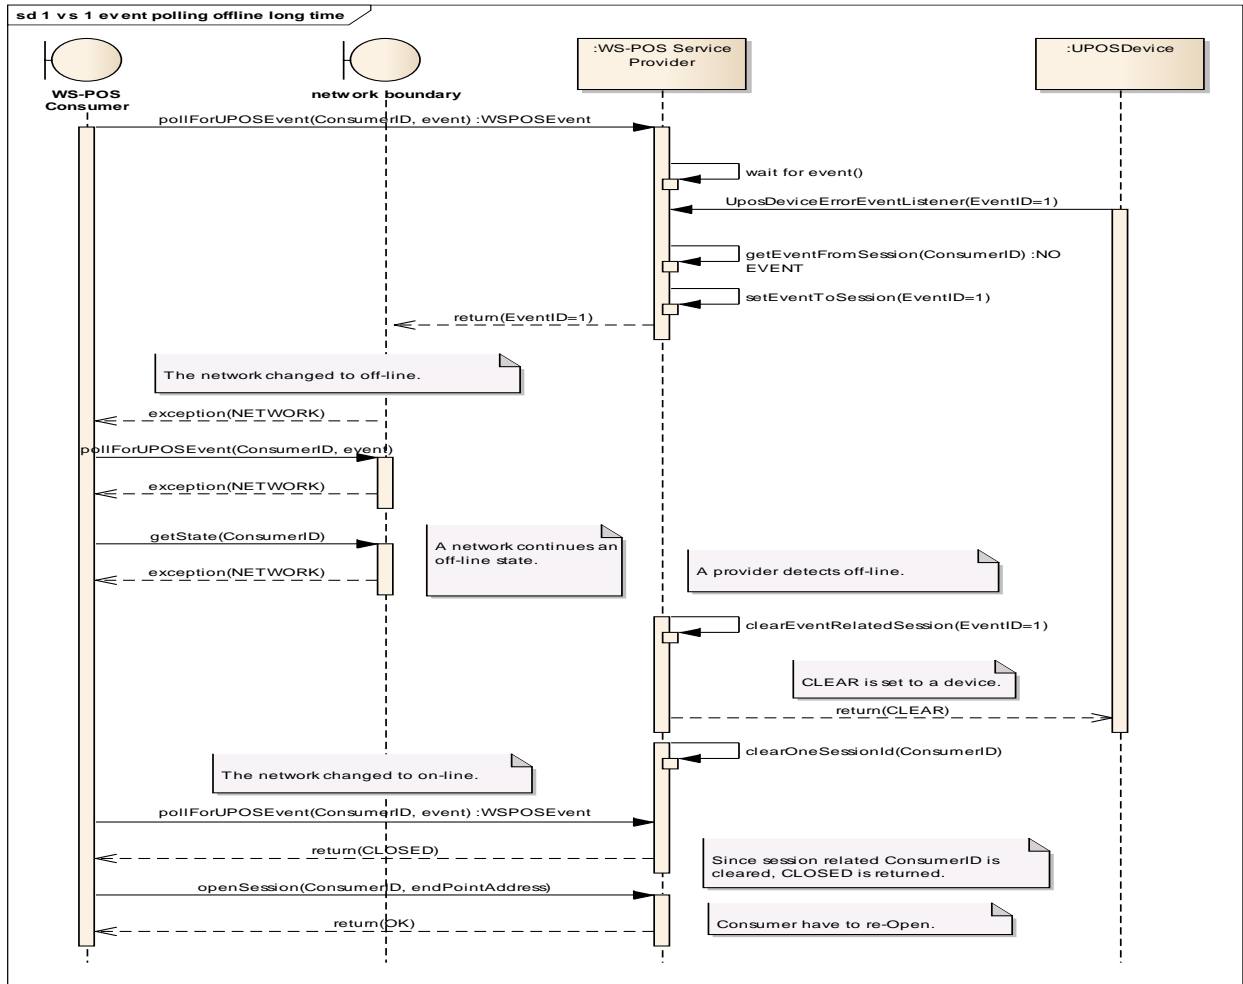 sd 1 vs 1 event polling offline long time
WS-POS
Consumer
network boundary
:WS-POS Service
Provider
:UPOSDevice
pollForUPOSEvent(ConsumerID, event) :WSPOSEvent
wait for event()
UposDeviceErrorEventListener(EventID=1)
getEventFromSession(ConsumerID) :NO
EVENT
setEventToSession(EventID=1)
return(EventID=1)
The network changed to off-line.
exception(NETWORK)
pollForUPOSEvent(ConsumerID, event)
exception(NETWORK)
getState(ConsumerID)
A network continues an
off-line state.
exception(NETWORK)
A provider detects off-line.
clearEventRelatedSession(EventID=1)
CLEAR is set to a device.
return(CLEAR)
clearOneSessionId(ConsumerID)
The network changed to on-line.
pollForUPOSEvent(ConsumerID, event) :WSPOSEvent
return(CLOSED)
Since session related ConsumerID is
cleared, CLOSED is returned.
openSession(ConsumerID, endPointAddress)
return(OK)
Consumer have to re-Open.